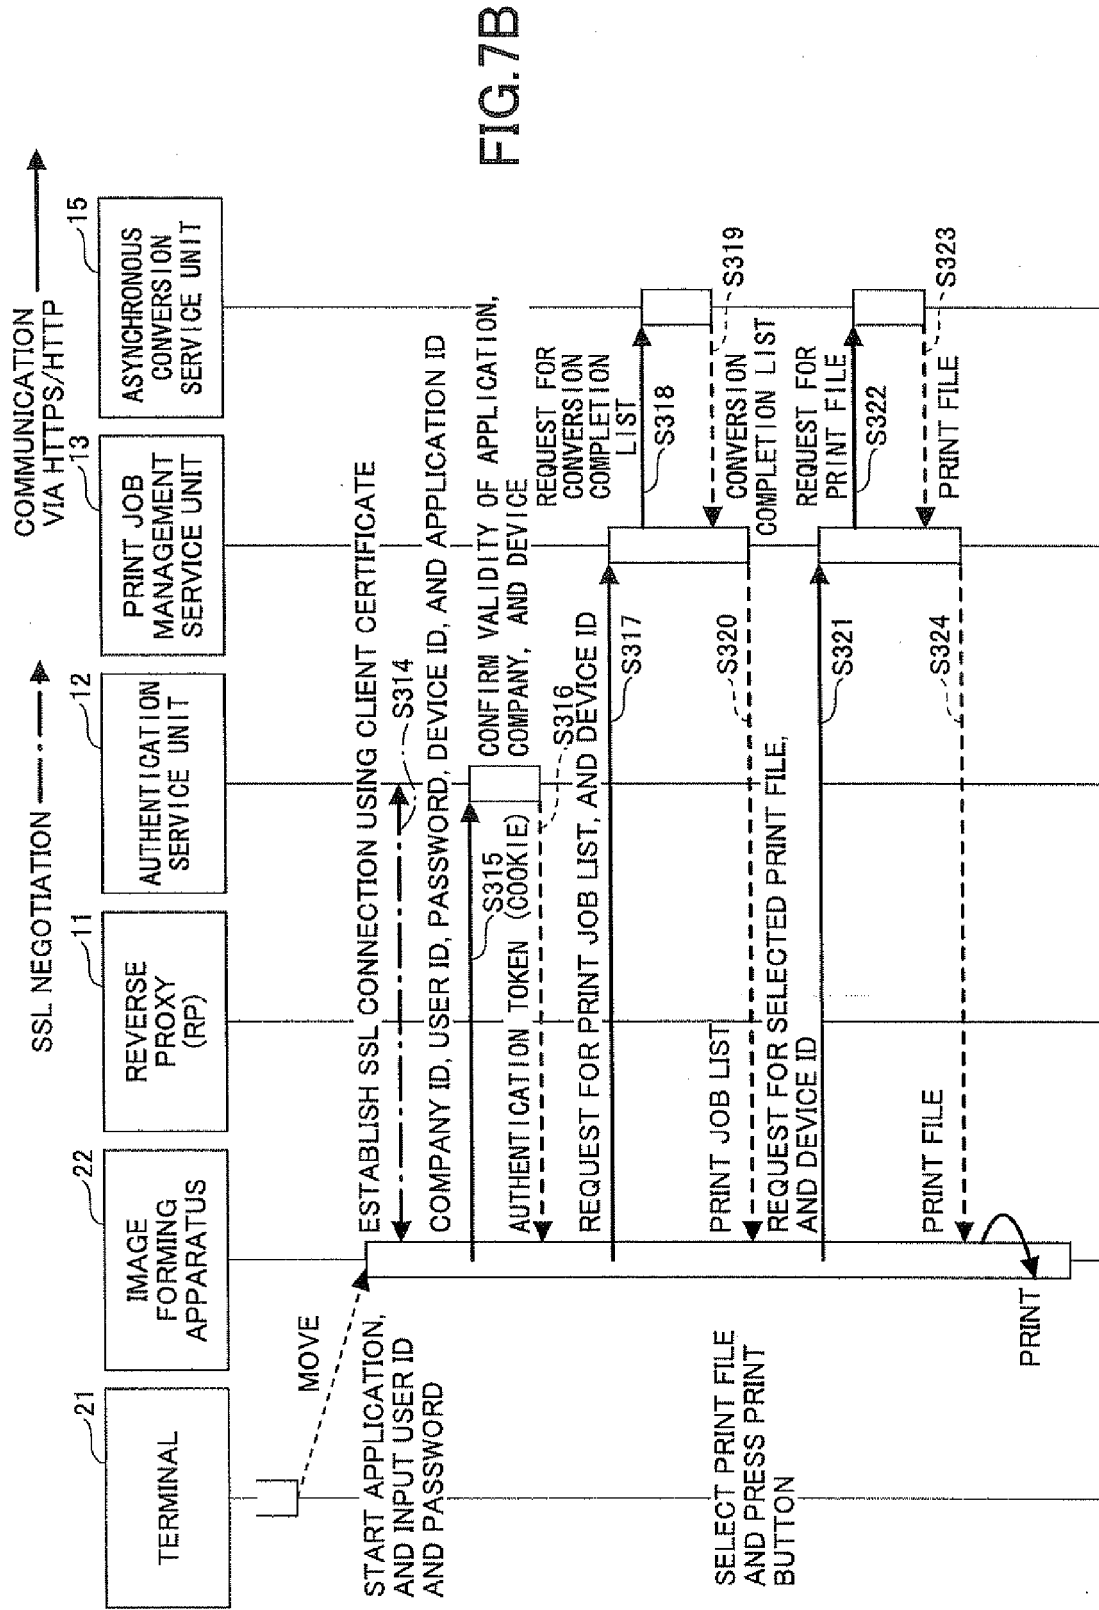 SSL NEGOTIATION
COMMUNICATION
VIA HTTPS/HTTP
21
TERMINAL
22
IMAGE
FORMING
APPARATUS
11
REVERSE
PROXY
(RP)
12
AUTHENTICATION
SERVICE UNIT
13
PRINT JOB
MANAGEMENT
SERVICE UNIT
15
ASYNCHRONOUS
CONVERSION
SERVICE UNIT
MOVE
START APPLICATION,
AND INPUT USER ID
AND PASSWORD
ESTABLISH SSL CONNECTION USING CLIENT CERTIFICATE
S314
COMPANY ID, USER ID, PASSWORD, DEVICE ID, AND APPLICATION ID
S315
CONFIRM VALIDITY OF APPLICATION,
COMPANY, AND DEVICE
AUTHENTICATION TOKEN (COOKIE)
S316
REQUEST FOR PRINT JOB LIST, AND DEVICE ID
S317
REQUEST FOR
CONVERSION
COMPLETION
LIST
S318
S319
CONVERSION
COMPLETION LIST
PRINT JOB LIST
S320
SELECT PRINT FILE
AND PRESS PRINT
BUTTON
REQUEST FOR SELECTED PRINT FILE,
AND DEVICE ID
S321
REQUEST FOR
PRINT FILE
S322
S323
PRINT FILE
PRINT FILE
S324
PRINT
FIG.7B